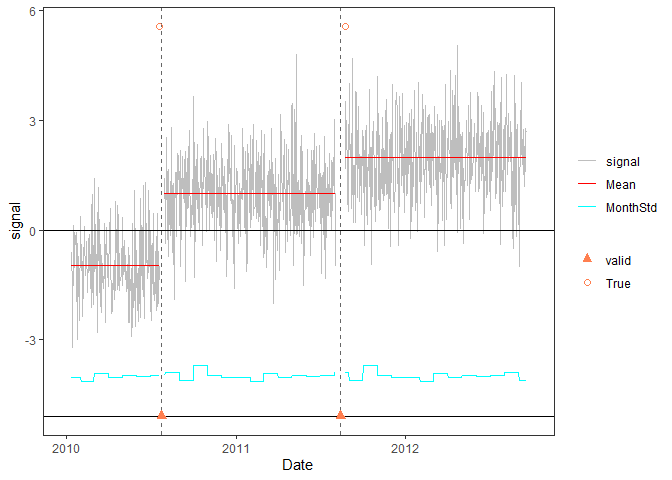 6
3
0
-3
signal
2010
2011
2012
Date
signal
Mean
MonthStd
valid
True